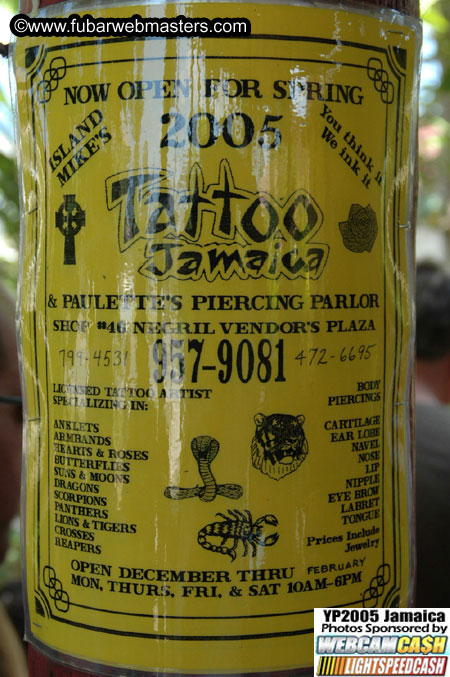 ©www.fubarwebmasters.com
NOW OPEN FOR SPRING
2005
ISLAND
MIKE'S
You think it
We ink it
Tattoo
Jamaica
& PAULETTE'S PIERCING PARLOR
SHOP #46 NEGRIL VENDOR'S PLAZA
799-4531 957-9081 472-6695
LICENSED TATTOO ARTIST
SPECIALIZING IN:
ANKLETS
ARMBANDS
HEARTS & ROSES
BUTTERFLIES
SUNS & MOONS
DRAGONS
SCORPIONS
PANTHERS
LIONS & TIGERS
CROSSES
REAPERS
BODY
PIERCINGS
CARTILAGE
EAR LOBE
NAVEL
NOSE
LIP
NIPPLE
EYE BROW
LABRET
TONGUE
Prices Include
Jewelry
OPEN DECEMBER THRU FEBRUARY
MON, THURS, FRI, & SAT 10AM-6PM
YP2005 Jamaica
Photos Sponsored by
WEBCAMCA$H
LIGHTSPEEDCASH